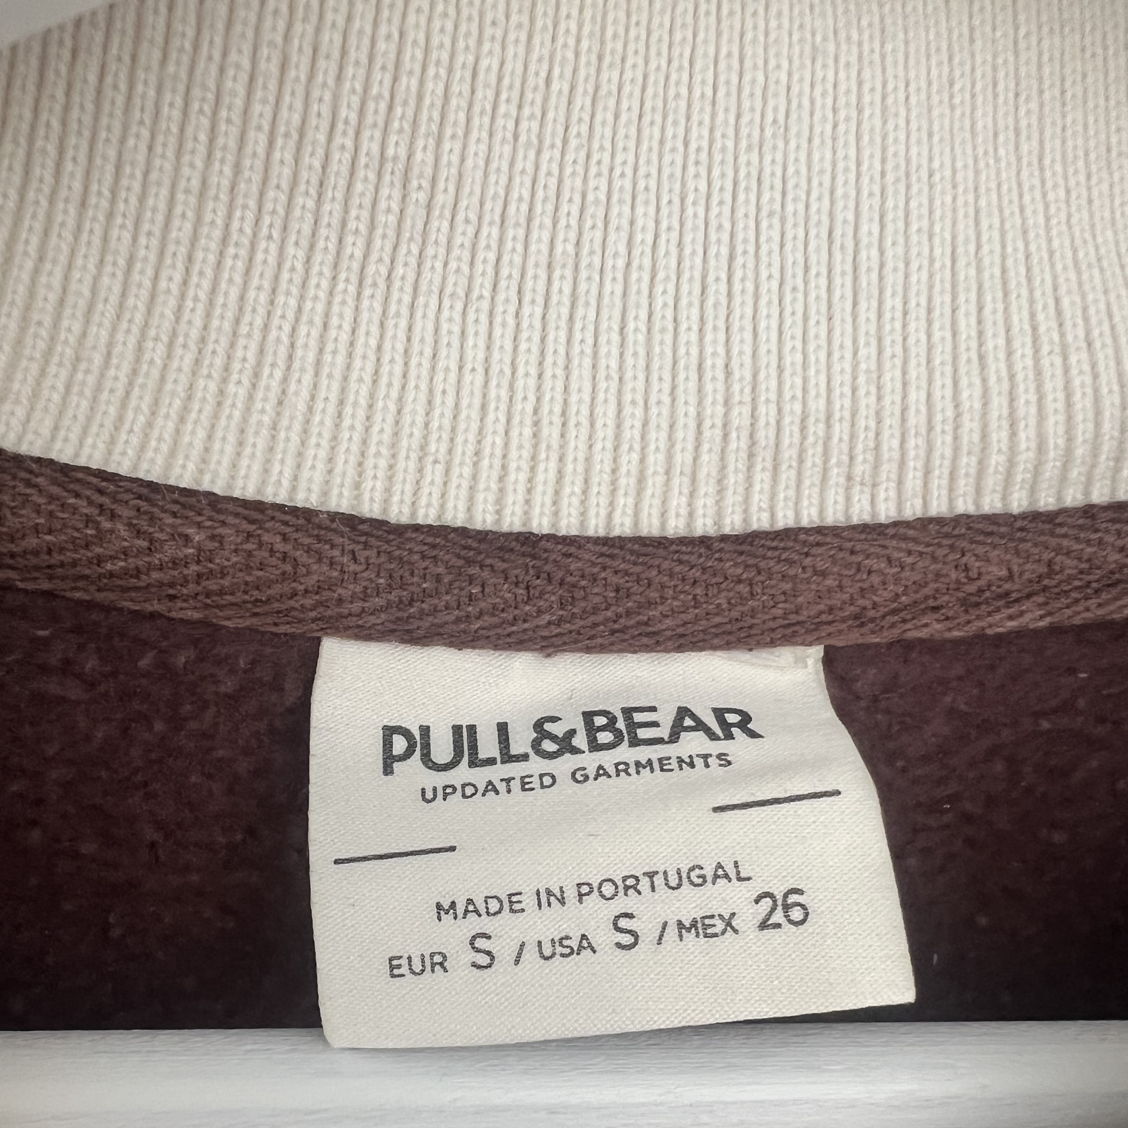 PULL&BEAR
UPDATED GARMENTS
MADE IN PORTUGAL
EUR S / USA S / MEX 26